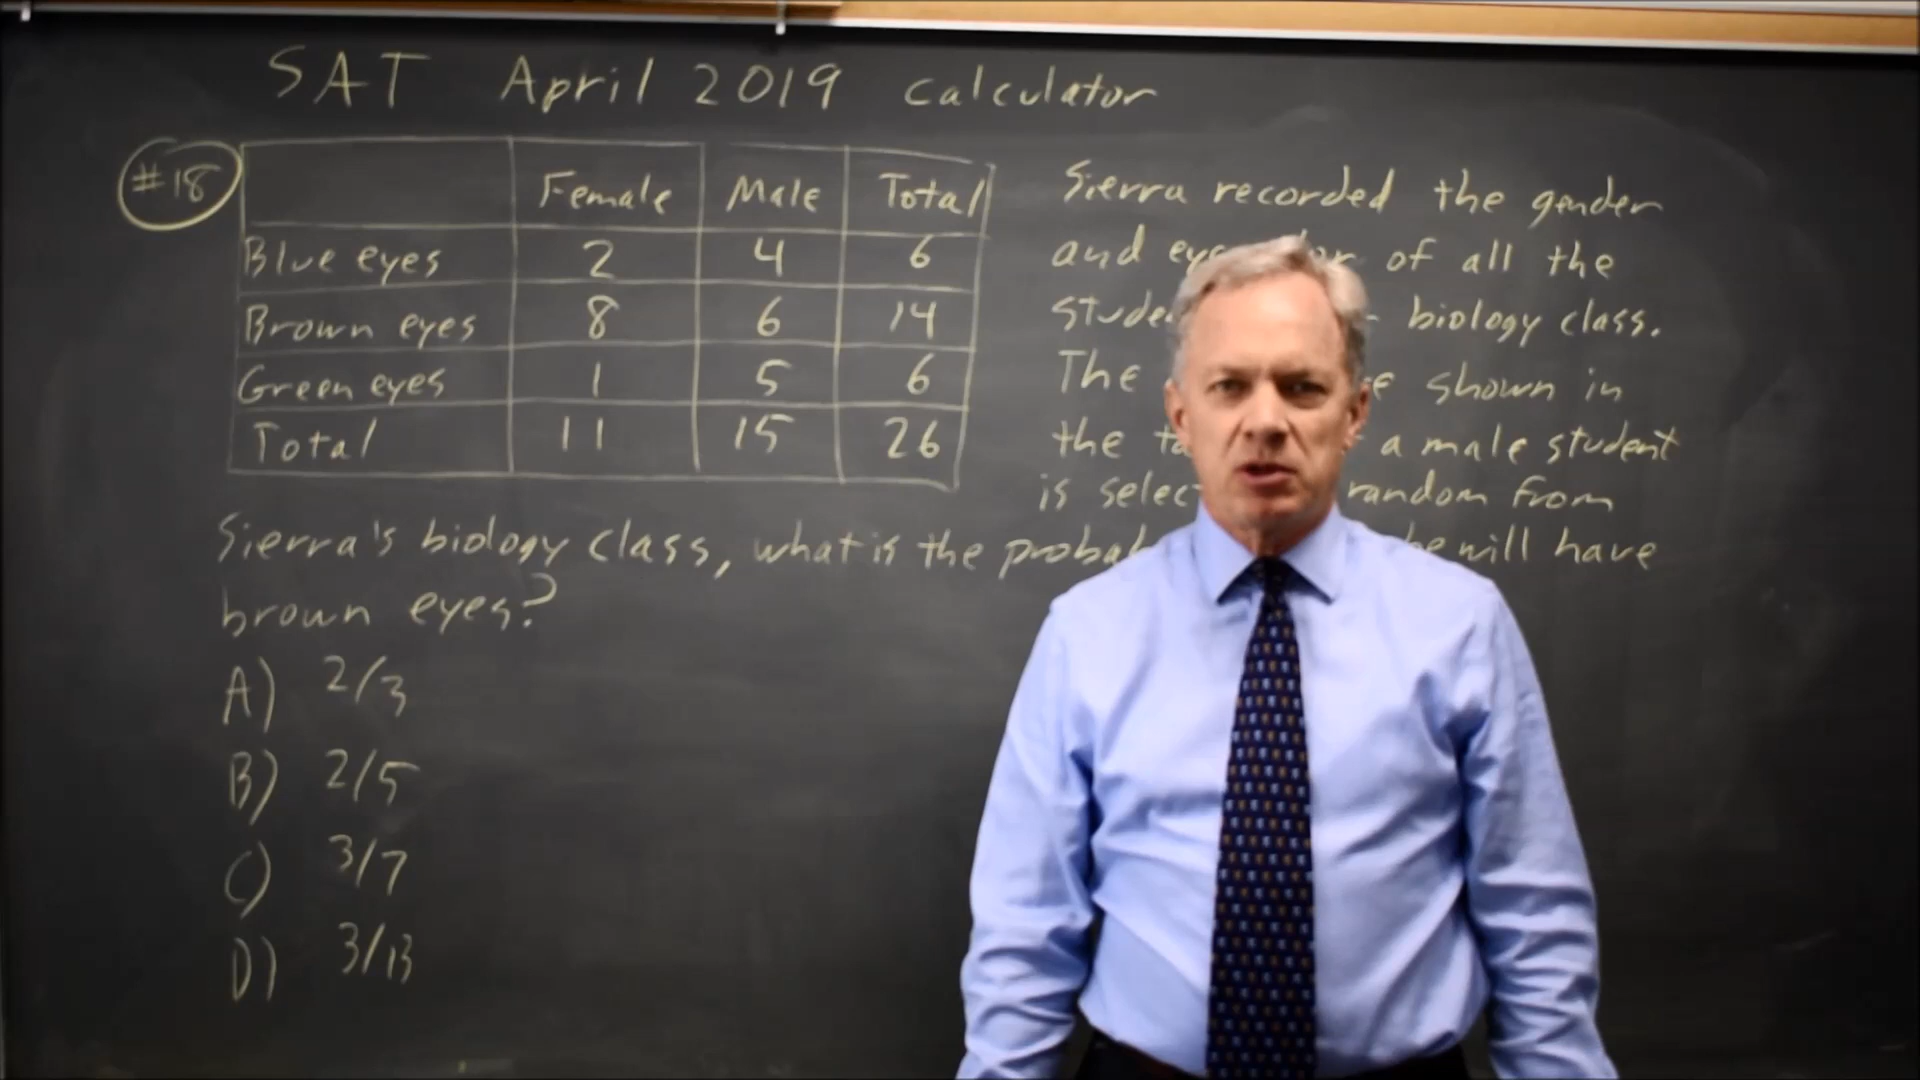 SAT April 2019 calculator
#18
Female Male Total
Blue eyes 2 4 6
Brown eyes 8 6 14
Green eyes 1 5 6
Total 11 15 26
Sierra recorded the gender
and of all the
biology class.
The shown in
the a male student
is random from
Sierra's biology class, what is the will have
brown eyes?
A) 2/3
B) 2/5
C) 3/7
D) 3/13